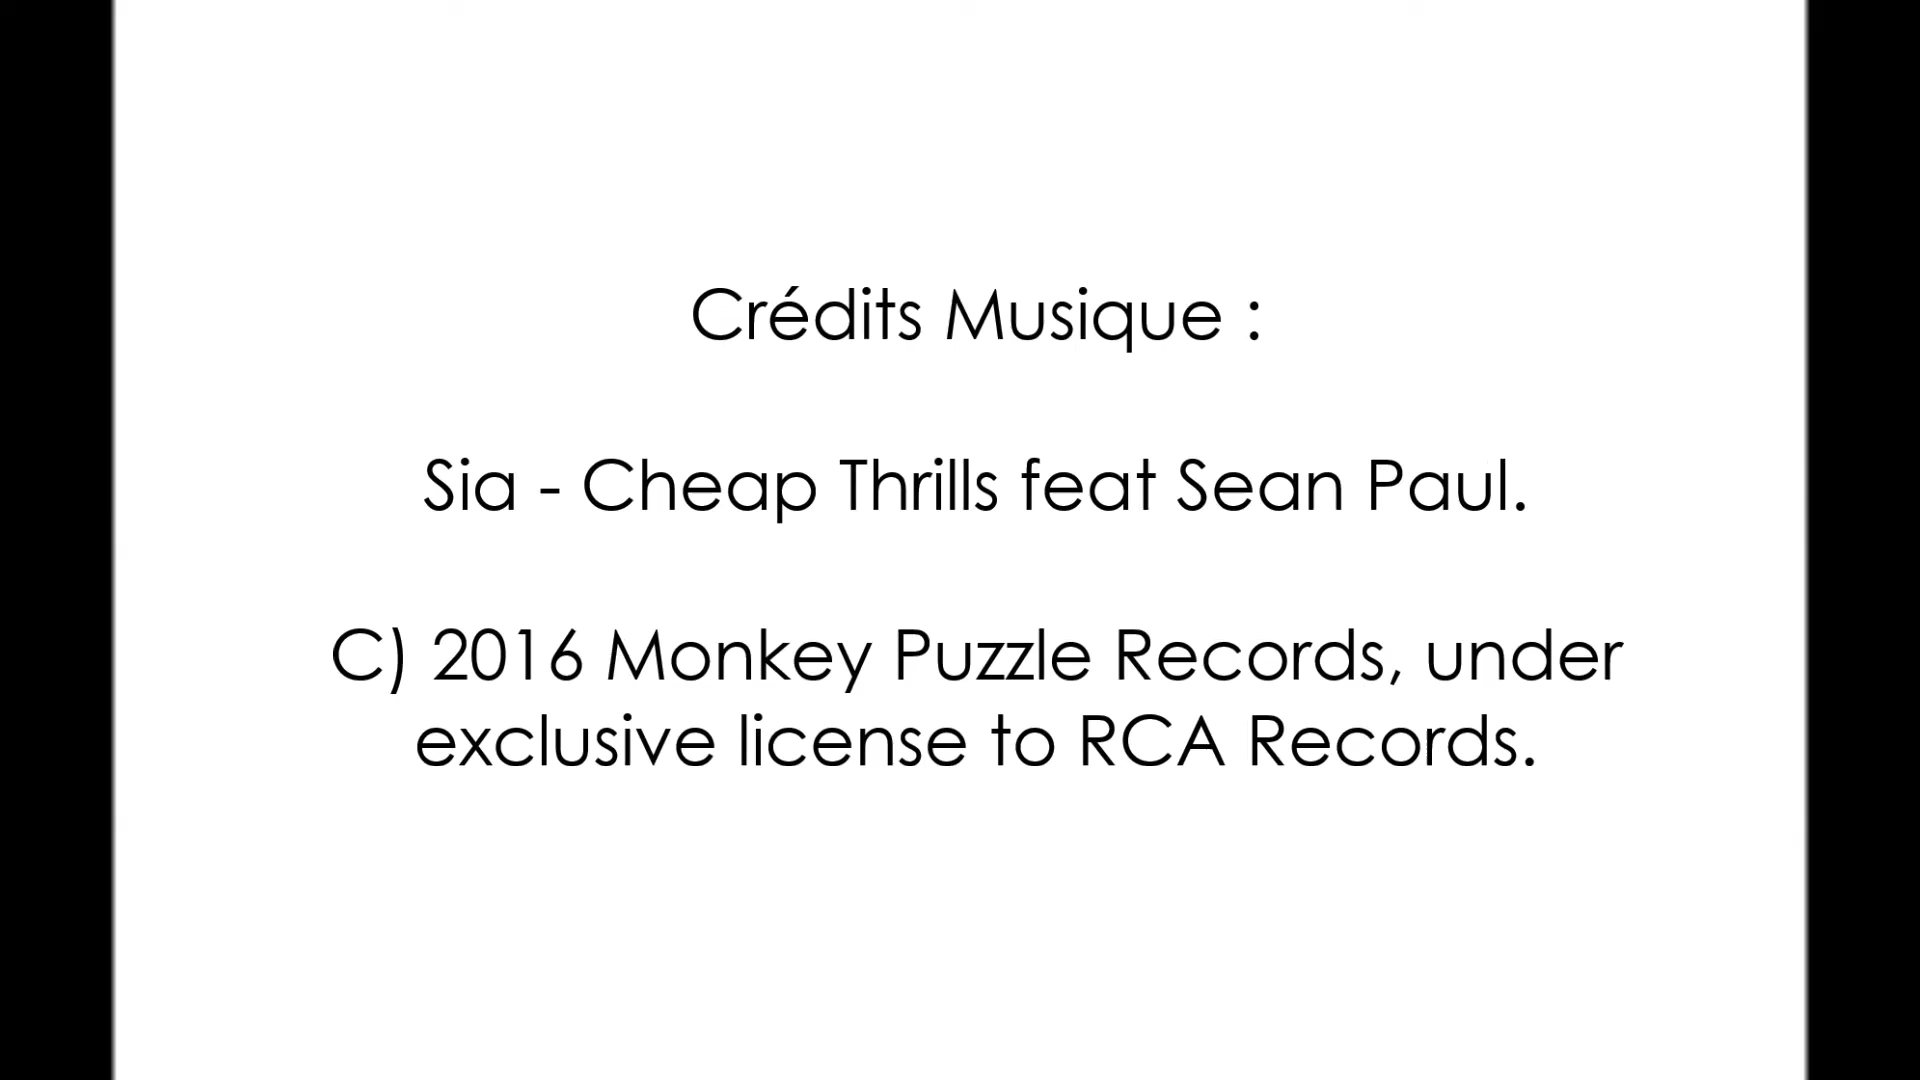 Crédits Musique :
Sia - Cheap Thrills feat Sean Paul.
C) 2016 Monkey Puzzle Records, under
exclusive license to RCA Records.